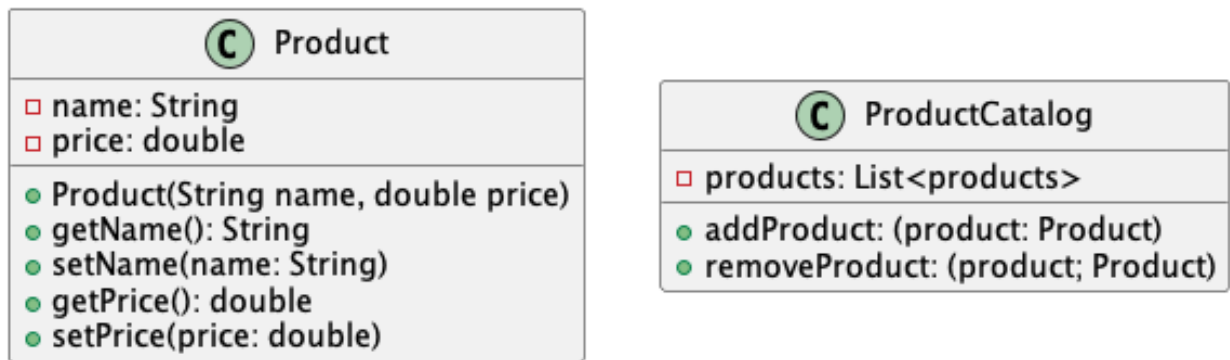 C Product
name: String
price: double
Product(String name, double price)
getName(): String
setName(name: String)
getPrice(): double
setPrice(price: double)
C ProductCatalog
products: List<products>
addProduct: (product: Product)
removeProduct: (product; Product)